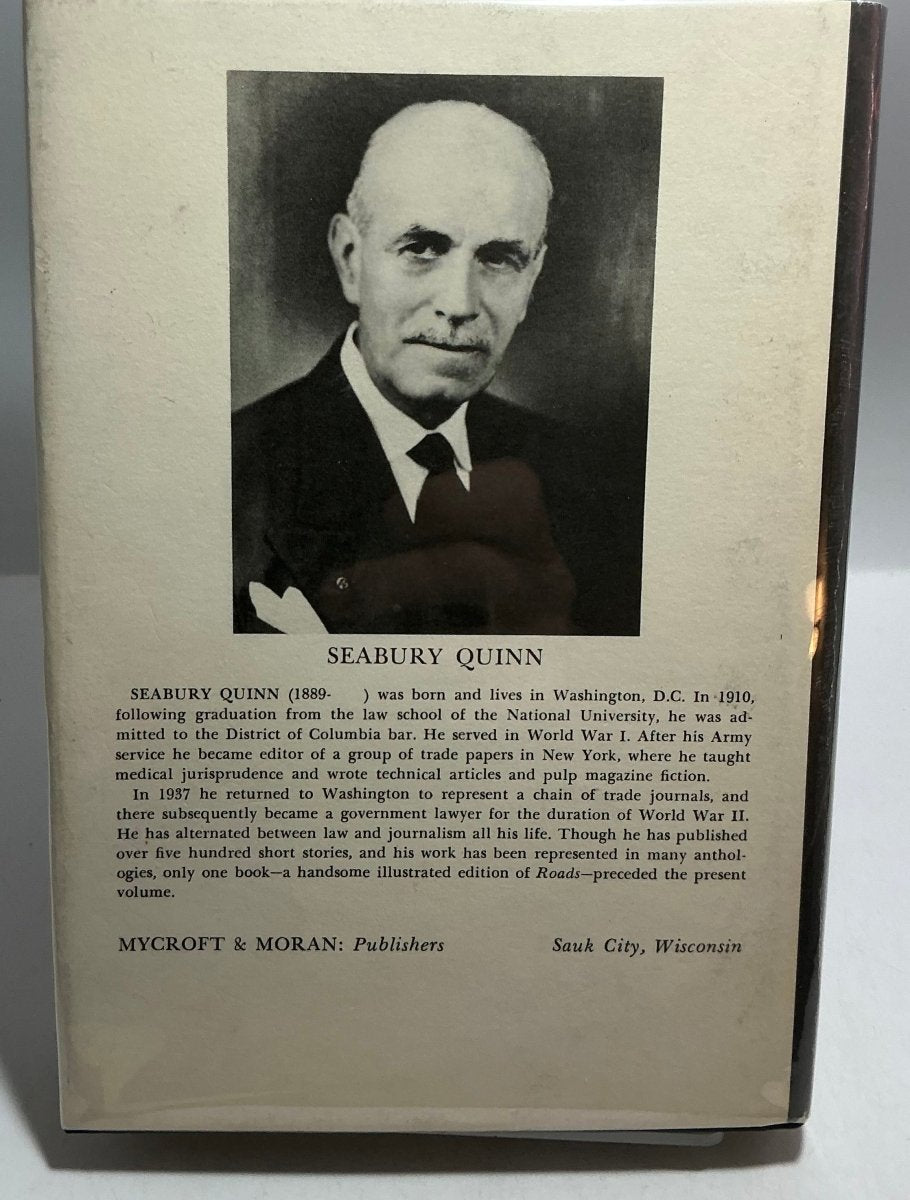 SEABURY QUINN
SEABURY QUINN (1889- ) was born and lives in Washington, D.C. In 1910,
following graduation from the law school of the National University, he was ad-
mitted to the District of Columbia bar. He served in World War I. After his Army
service he became editor of a group of trade papers in New York, where he taught
medical jurisprudence and wrote technical articles and pulp magazine fiction.
In 1937 he returned to Washington to represent a chain of trade journals, and
there subsequently became a government lawyer for the duration of World War II.
He has alternated between law and journalism all his life. Though he has published
over five hundred short stories, and his work has been represented in many anthol-
ogies, only one book—a handsome illustrated edition of Roads—preceded the present
volume.
MYCROFT & MORAN: Publishers Sauk City, Wisconsin